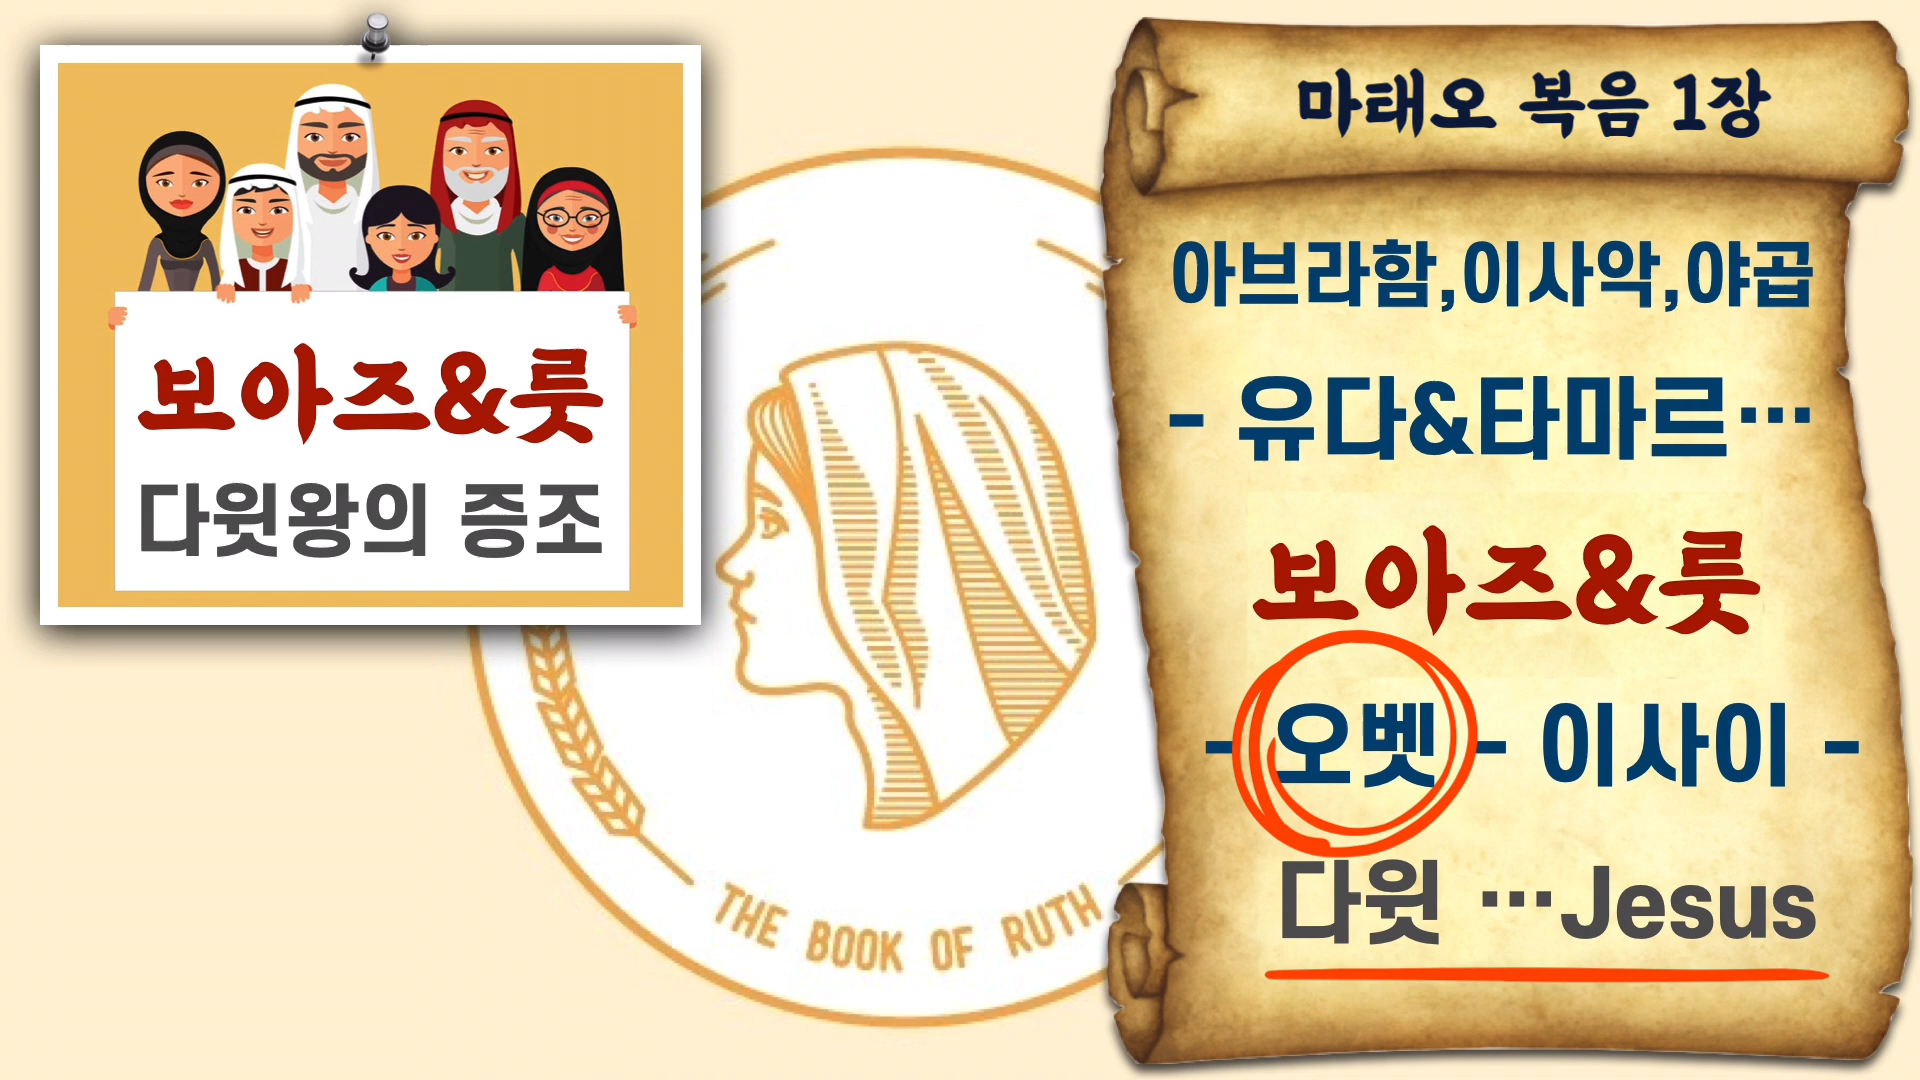 보아즈&룻
다윗왕의 증조
THE BOOK OF RUTH
마태오 복음 1장
아브라함,이사악,야곱
- 유다&타마르…
보아즈&룻
- 오벳 - 이사이 -
다윗 …Jesus